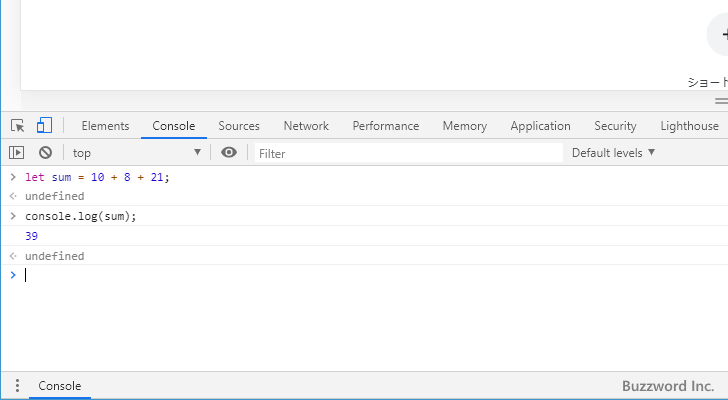 ショート
Elements Console Sources Network Performance Memory Application Security Lighthouse
top Filter Default levels
let sum = 10 + 8 + 21;
undefined
console.log(sum);
39
undefined
Console
Buzzword Inc.